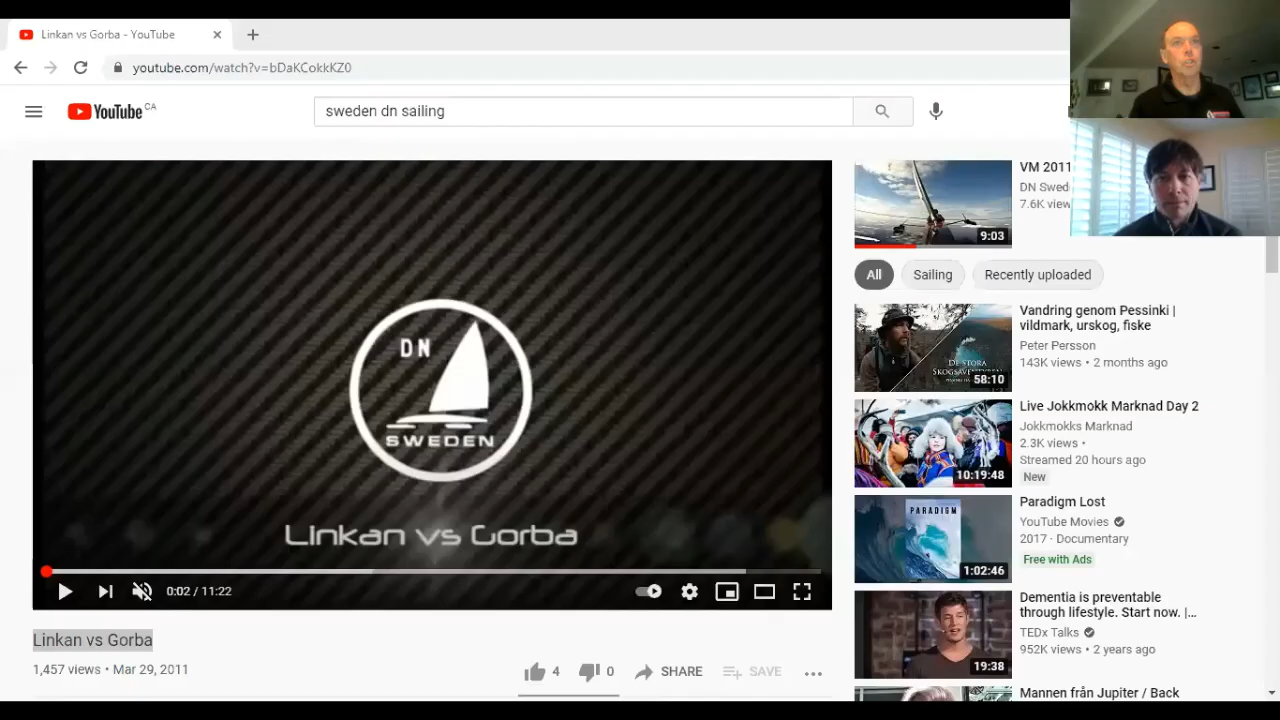 Linkan vs Gorba - YouTube
youtube.com/watch?v=bDaKCokkKZ0
YouTube CA
sweden dn sailing
DN
SWEDEN
Linkan vs Gorba
0:02 / 11:22
Linkan vs Gorba
1,457 views • Mar 29, 2011
4
0
SHARE
SAVE
9:03
VM 2011
DN Swed
7.6K view
All
Sailing
Recently uploaded
58:10
Vandring genom Pessinki |
vildmark, urskog, fiske
Peter Persson
143K views • 2 months ago
10:19:48
Live Jokkmokk Marknad Day 2
Jokkmokks Marknad
2.3K views •
Streamed 20 hours ago
New
PARADIGM
1:02:46
Paradigm Lost
YouTube Movies
2017 · Documentary
Free with Ads
19:38
Dementia is preventable
through lifestyle. Start now. |...
TEDx Talks
952K views • 2 years ago
Mannen från Jupiter / Back